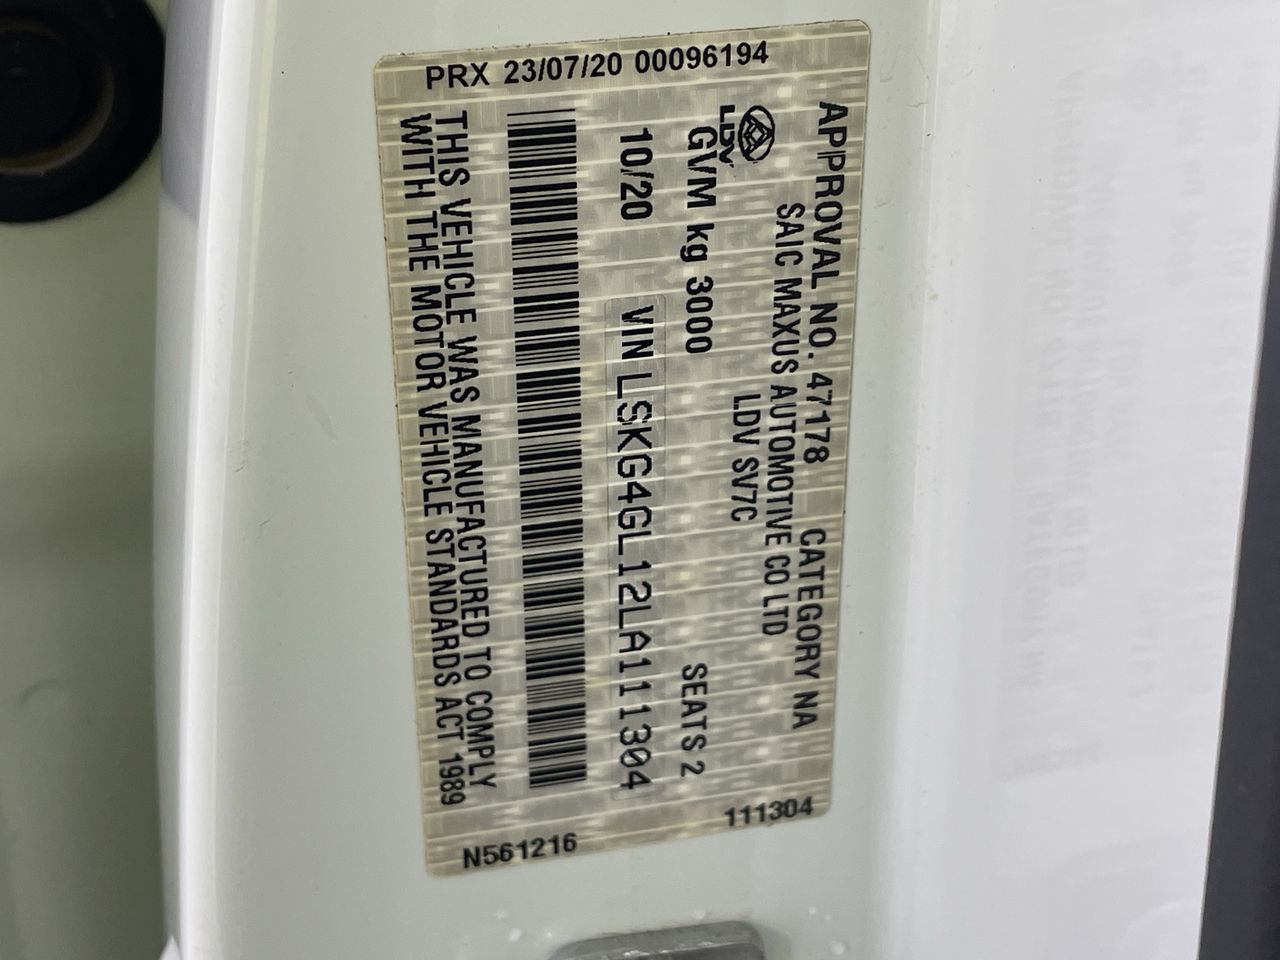 PRX 23/07/20 00096194
APPROVAL NO. 47178 CATEGORY NA
SAIC MAXUS AUTOMOTIVE CO LTD
LDV
LDV SV7C
GVM kg 3000 SEATS 2
10/20 VIN LSKG4GL12LA111304
THIS VEHICLE WAS MANUFACTURED TO COMPLY
WITH THE MOTOR VEHICLE STANDARDS ACT 1989
N561216 111304